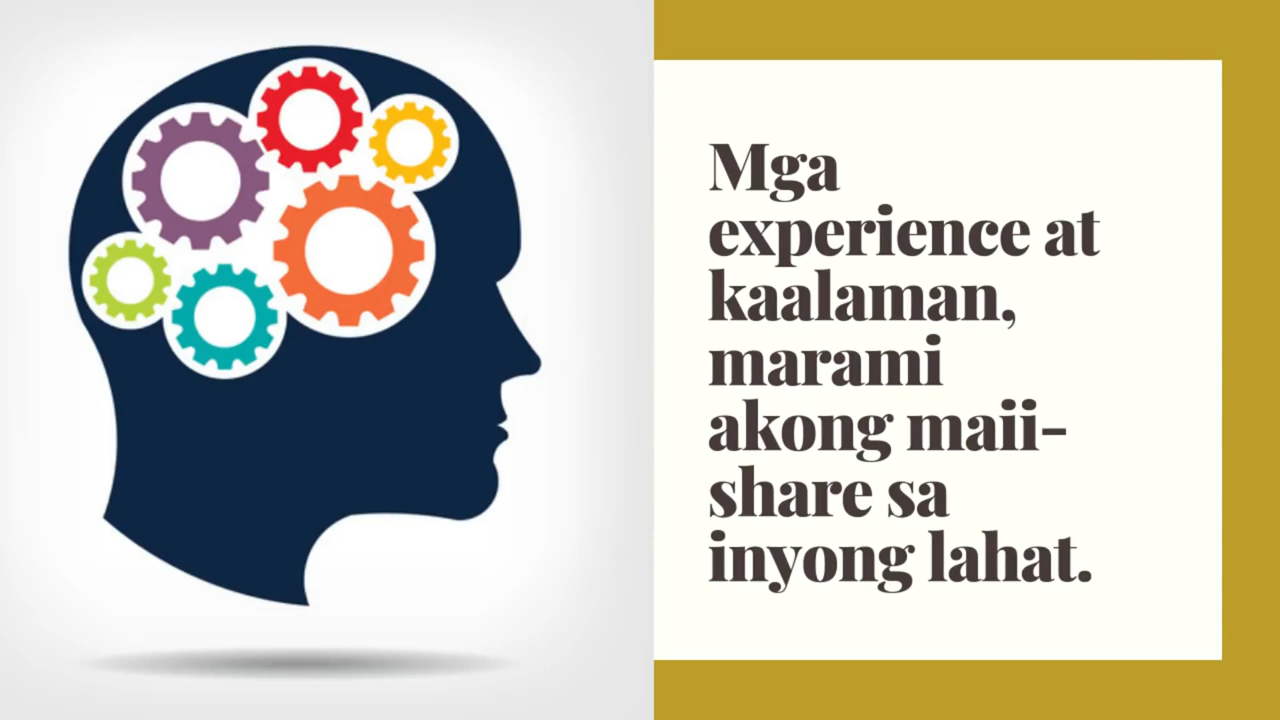 Mga
experience at
kaalaman,
marami
akong maii-
share sa
inyong lahat.